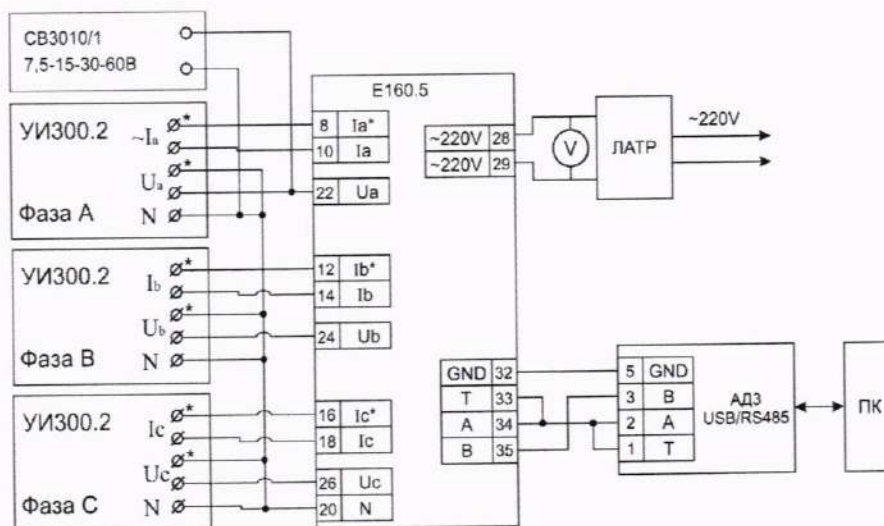 СВ3010/1
7,5-15-30-60В
УИ300.2
~Ia
Ua
Фаза А
N
* * 
УИ300.2
Ib
Ub
Фаза В
N
* *
УИ300.2
Ic
Uc
Фаза С
N
* *
E160.5
8 Ia*
10 Ia
22 Ua
12 Ib*
14 Ib
24 Ub
16 Ic*
18 Ic
26 Uc
20 N
~220V 28
~220V 29
V
ЛАТР
~220V
GND 32
T 33
A 34
B 35
5 GND
3 B
2 A
1 T
АД3
USB/RS485
ПК